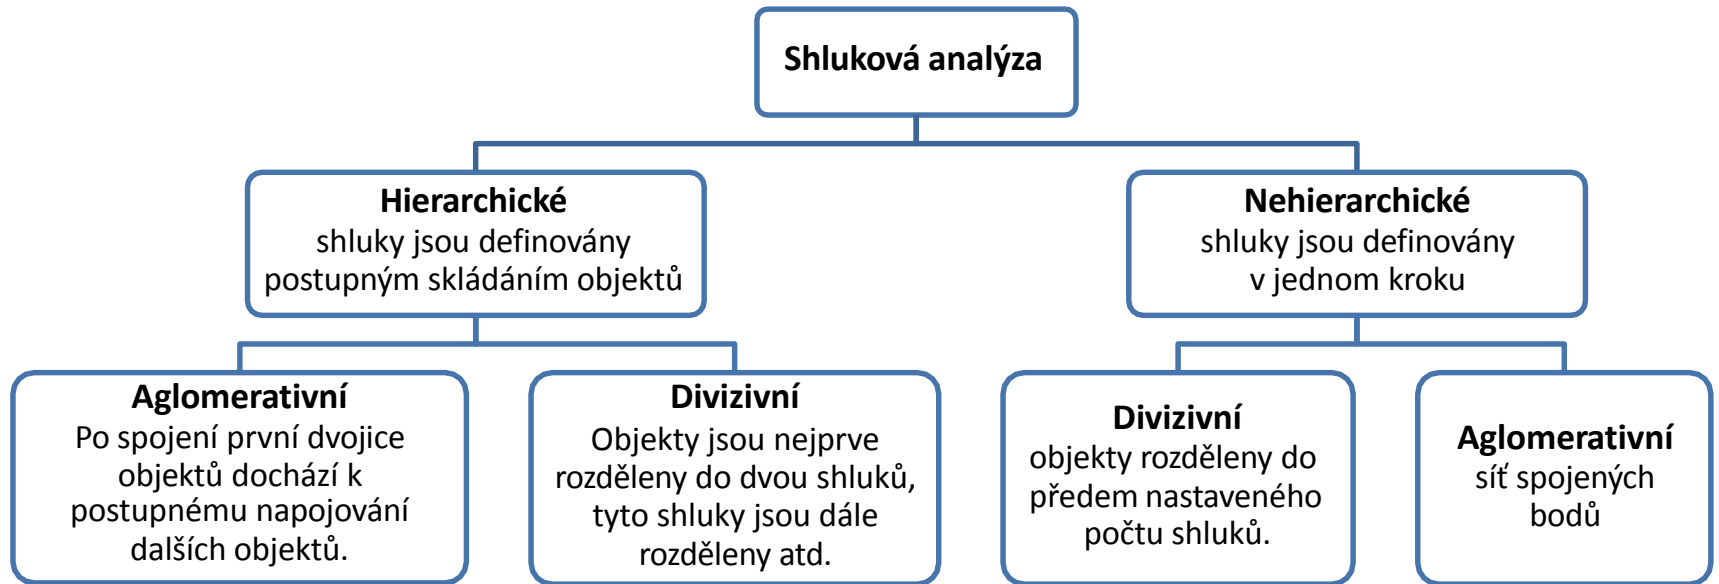 Shluková analýza
Hierarchické
shluky jsou definovány
postupným skládáním objektů
Nehierarchické
shluky jsou definovány
v jednom kroku
Aglomerativní
Po spojení první dvojice
objektů dochází k
postupnému napojování
dalších objektů.
Divizivní
Objekty jsou nejprve
rozděleny do dvou shluků,
tyto shluky jsou dále
rozděleny atd.
Divizivní
objekty rozděleny do
předem nastaveného
počtu shluků.
Aglomerativní
síť spojených
bodů